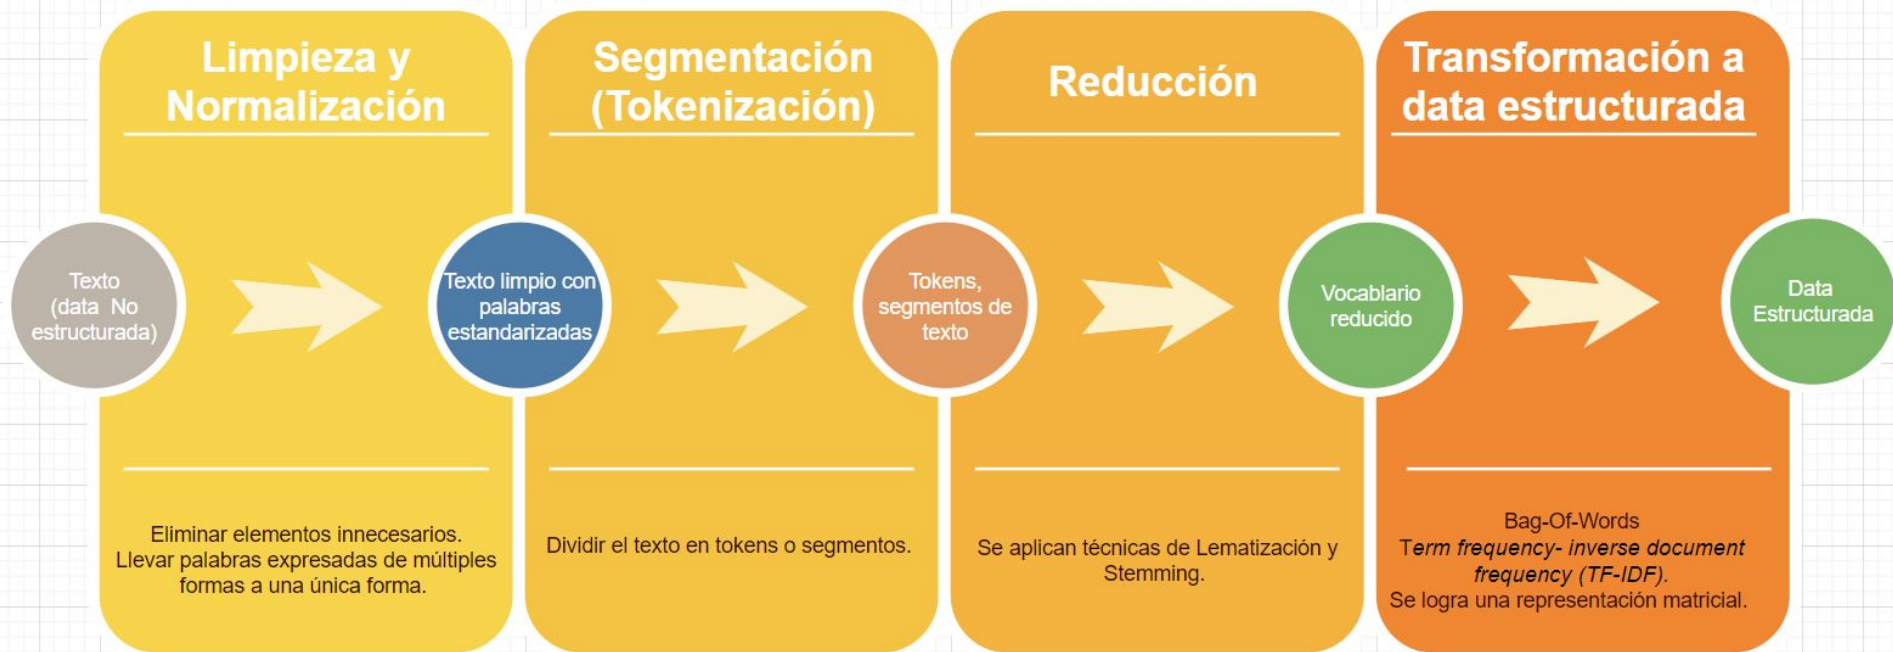 Limpieza y
Normalización
Segmentación
(Tokenización)
Reducción
Transformación a
data estructurada
Texto
(data No
estructurada)
Texto limpio con
palabras
estandarizadas
Tokens,
segmentos de
texto
Vocablario
reducido
Data
Estructurada
Eliminar elementos innecesarios.
Llevar palabras expresadas de múltiples
formas a una única forma.
Dividir el texto en tokens o segmentos.
Se aplican técnicas de Lematización y
Stemming.
Bag-Of-Words
Term frequency- inverse document
frequency (TF-IDF).
Se logra una representación matricial.